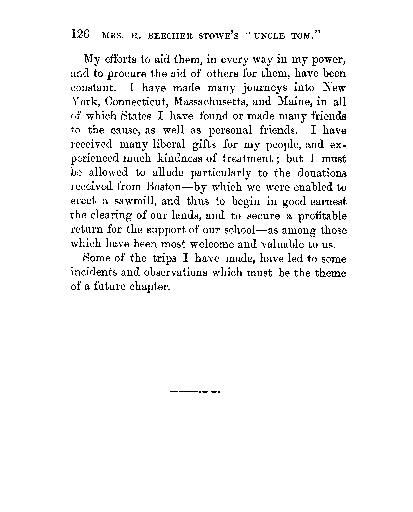 126 MRS. H. BEECHER STOWE'S "UNCLE TOM."
My efforts to aid them, in every way in my power,
and to procure the aid of others for them, have been
constant. I have made many journeys into New
York, Connecticut, Massachusetts, and Maine, in all
of which States I have found or made many friends
to the cause, as well as personal friends. I have
received many liberal gifts for my people, and ex-
perienced much kindness of treatment; but I must
be allowed to allude particularly to the donations
received from Boston—by which we were enabled to
erect a sawmill, and thus to begin in good earnest
the clearing of our lands, and to secure a profitable
return for the support of our school—as among those
which have been most welcome and valuable to us.
Some of the trips I have made, have led to some
incidents and observations which must be the theme
of a future chapter.